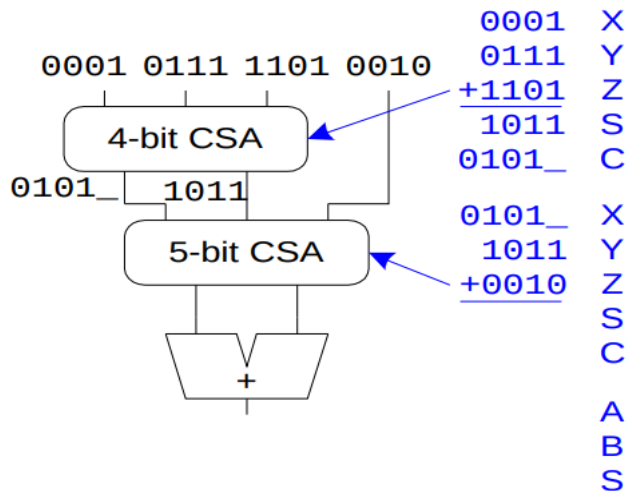 0001 0111 1101 0010
4-bit CSA
0101_ 1011
5-bit CSA
+
0001 X
0111 Y
+1101 Z
1011 S
0101_ C
0101_ X
1011 Y
+0010 Z
S
C
A
B
S